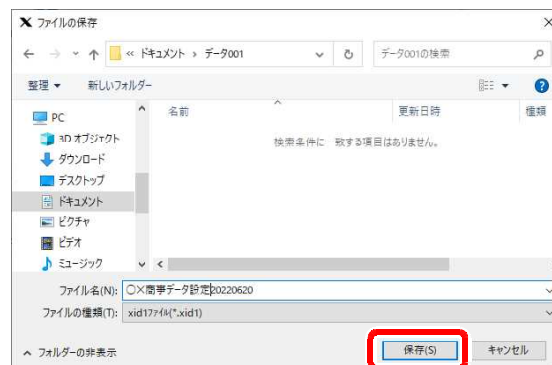 ファイルの保存
« ドキュメント › データ001
データ001の検索
整理 ▼ 新しいフォルダー
PC
3D オブジェクト
ダウンロード
デスクトップ
ドキュメント
ピクチャ
ビデオ
ミュージック
名前 更新日時 種類
検索条件に一致する項目はありません。
ファイル名(N): 〇×商事データ設定20220620
ファイルの種類(T): xid1ファイル(*.xid1)
フォルダーの非表示
保存(S) キャンセル